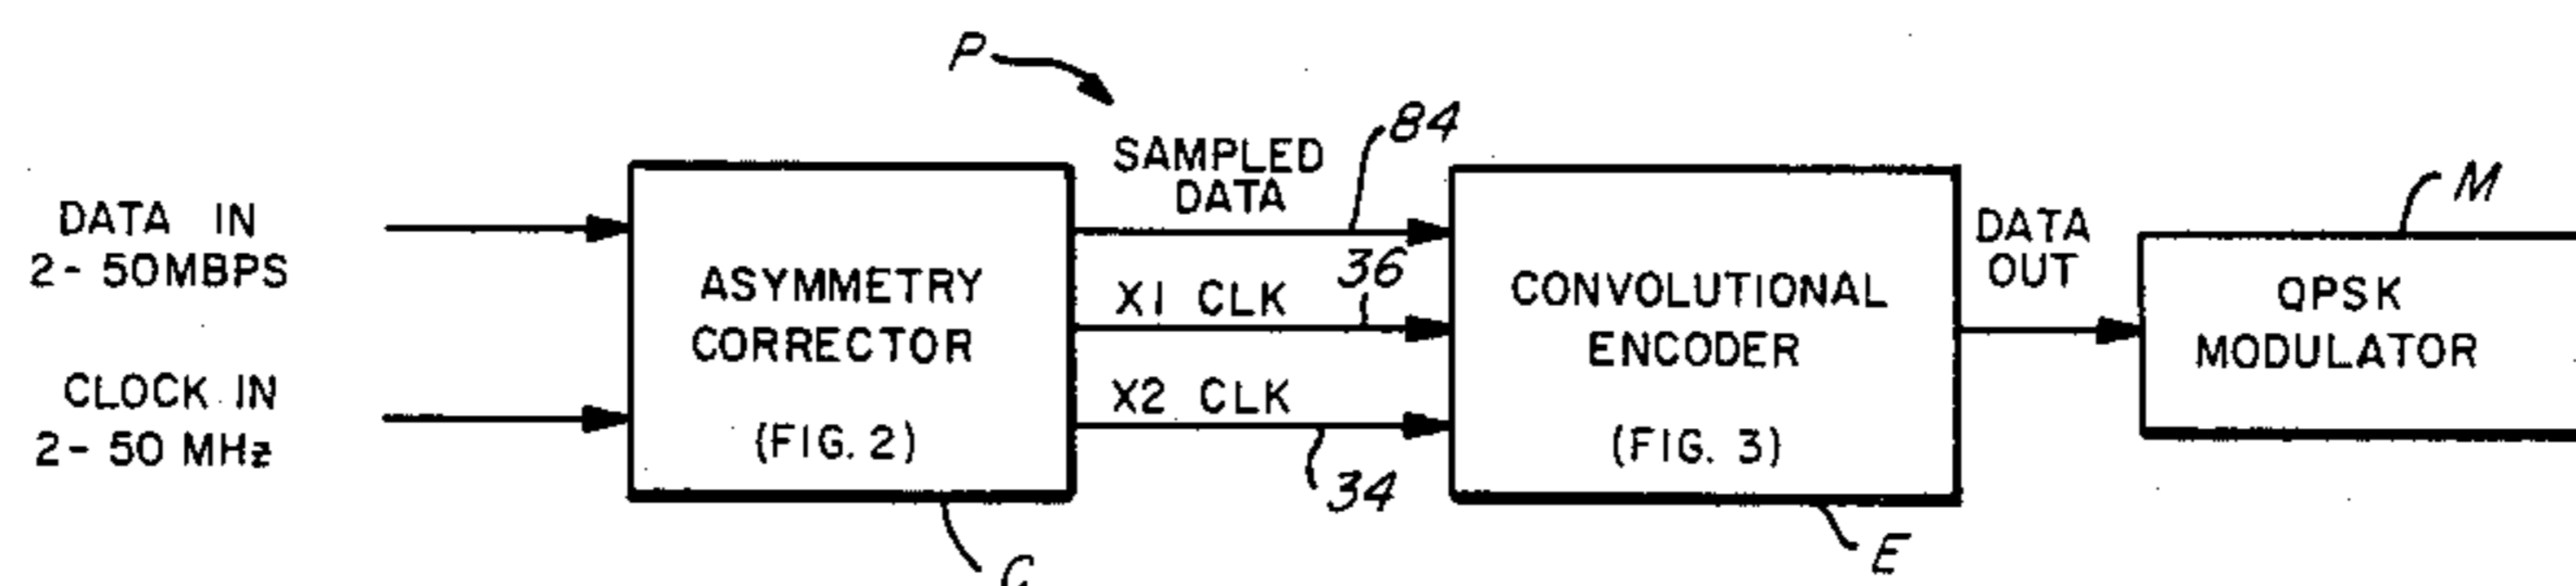 P
SAMPLED
DATA
84
DATA IN
2- 50MBPS
CLOCK IN
2- 50 MHz
ASYMMETRY
CORRECTOR
(FIG. 2)
C
X1 CLK
36
X2 CLK
34
CONVOLUTIONAL
ENCODER
(FIG. 3)
E
DATA
OUT
M
QPSK
MODULATOR